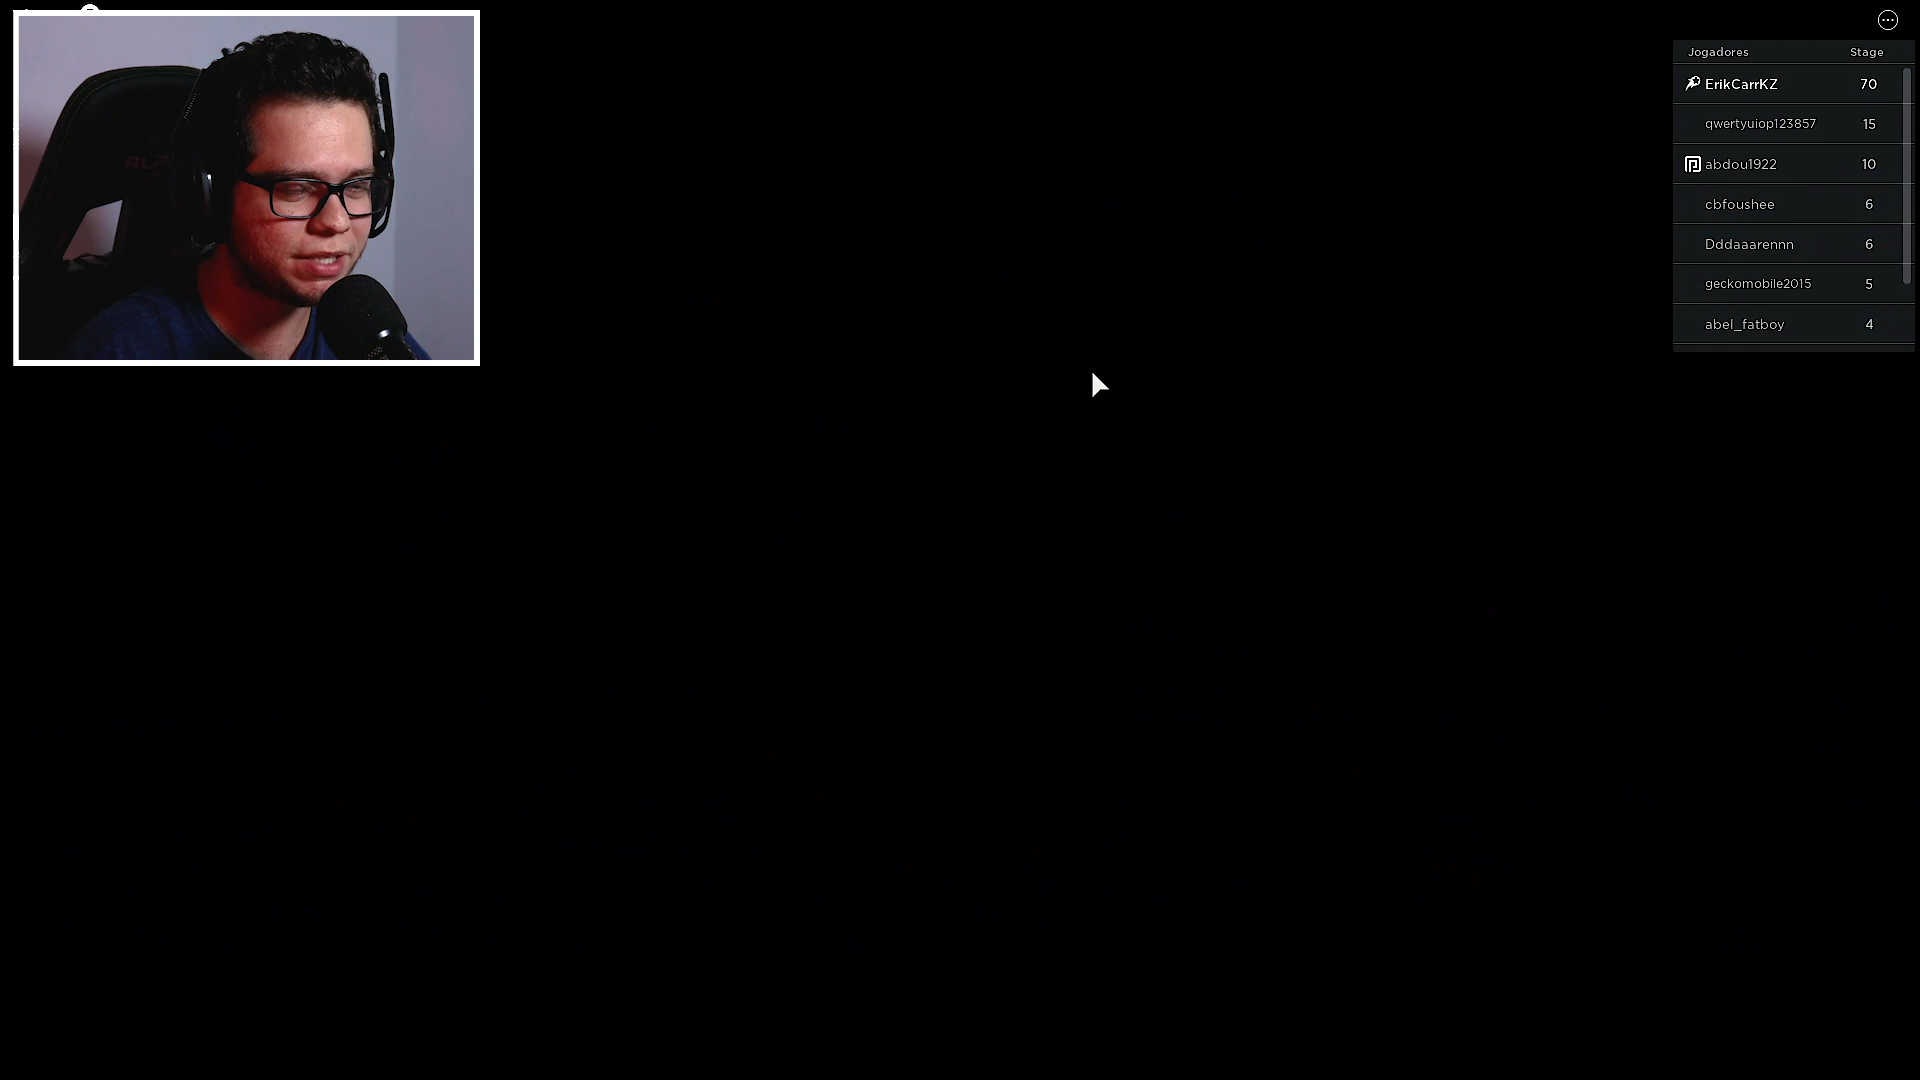 Jogadores Stage
ErikCarrKZ 70
qwertyuiop123857 15
abdou1922 10
cbfoushee 6
Dddaaarennn 6
geckomobile2015 5
abel_fatboy 4